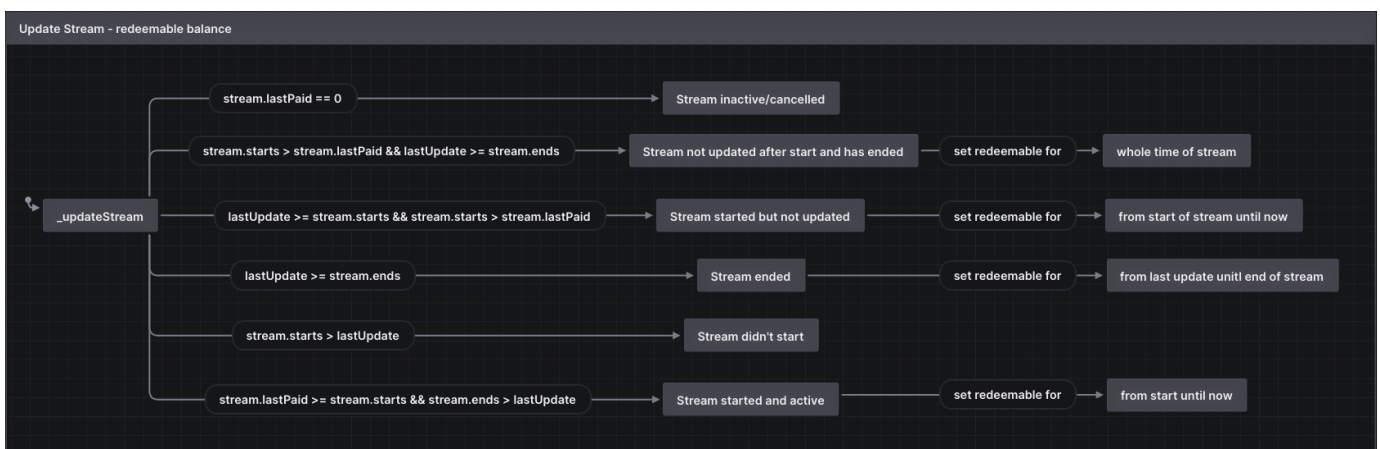 Update Stream - redeemable balance
stream.lastPaid == 0
Stream inactive/cancelled
stream.starts > stream.lastPaid && lastUpdate >= stream.ends
Stream not updated after start and has ended
set redeemable for
whole time of stream
_updateStream
lastUpdate >= stream.starts && stream.starts > stream.lastPaid
Stream started but not updated
set redeemable for
from start of stream until now
lastUpdate >= stream.ends
Stream ended
set redeemable for
from last update unitl end of stream
stream.starts > lastUpdate
Stream didn't start
stream.lastPaid >= stream.starts && stream.ends > lastUpdate
Stream started and active
set redeemable for
from start until now